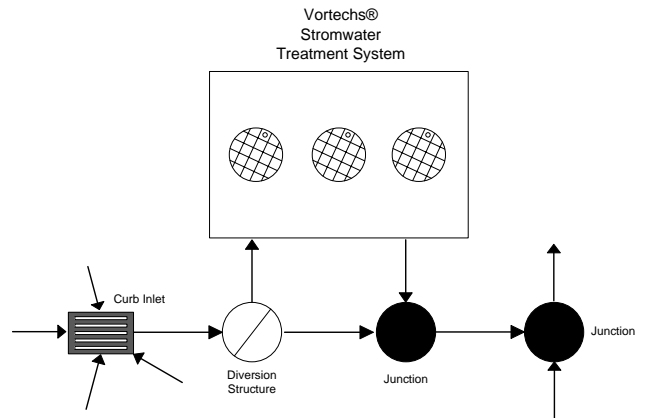 Vortechs®
Stromwater
Treatment System
Curb Inlet
Diversion
Structure
Junction
Junction